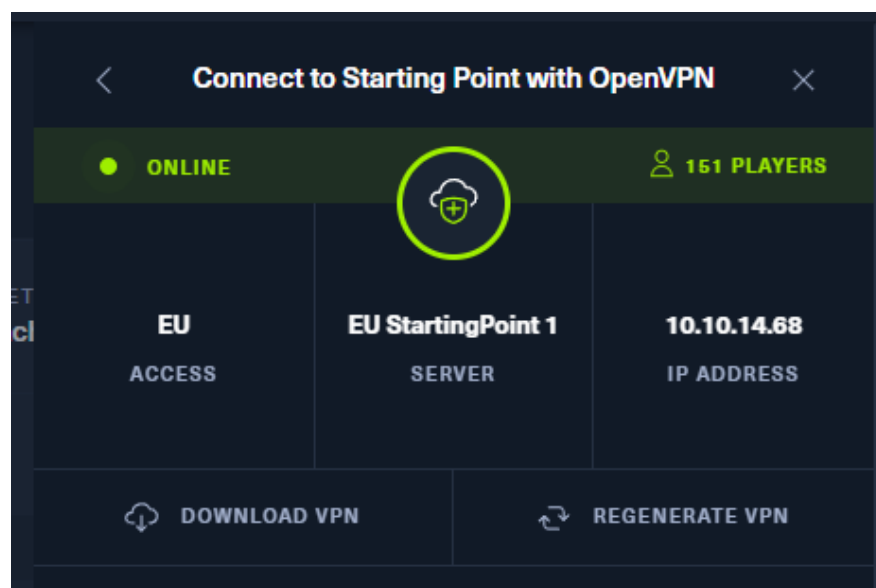 Connect to Starting Point with OpenVPN
ONLINE
151 PLAYERS
EU
ACCESS
EU StartingPoint 1
SERVER
10.10.14.68
IP ADDRESS
DOWNLOAD VPN
REGENERATE VPN